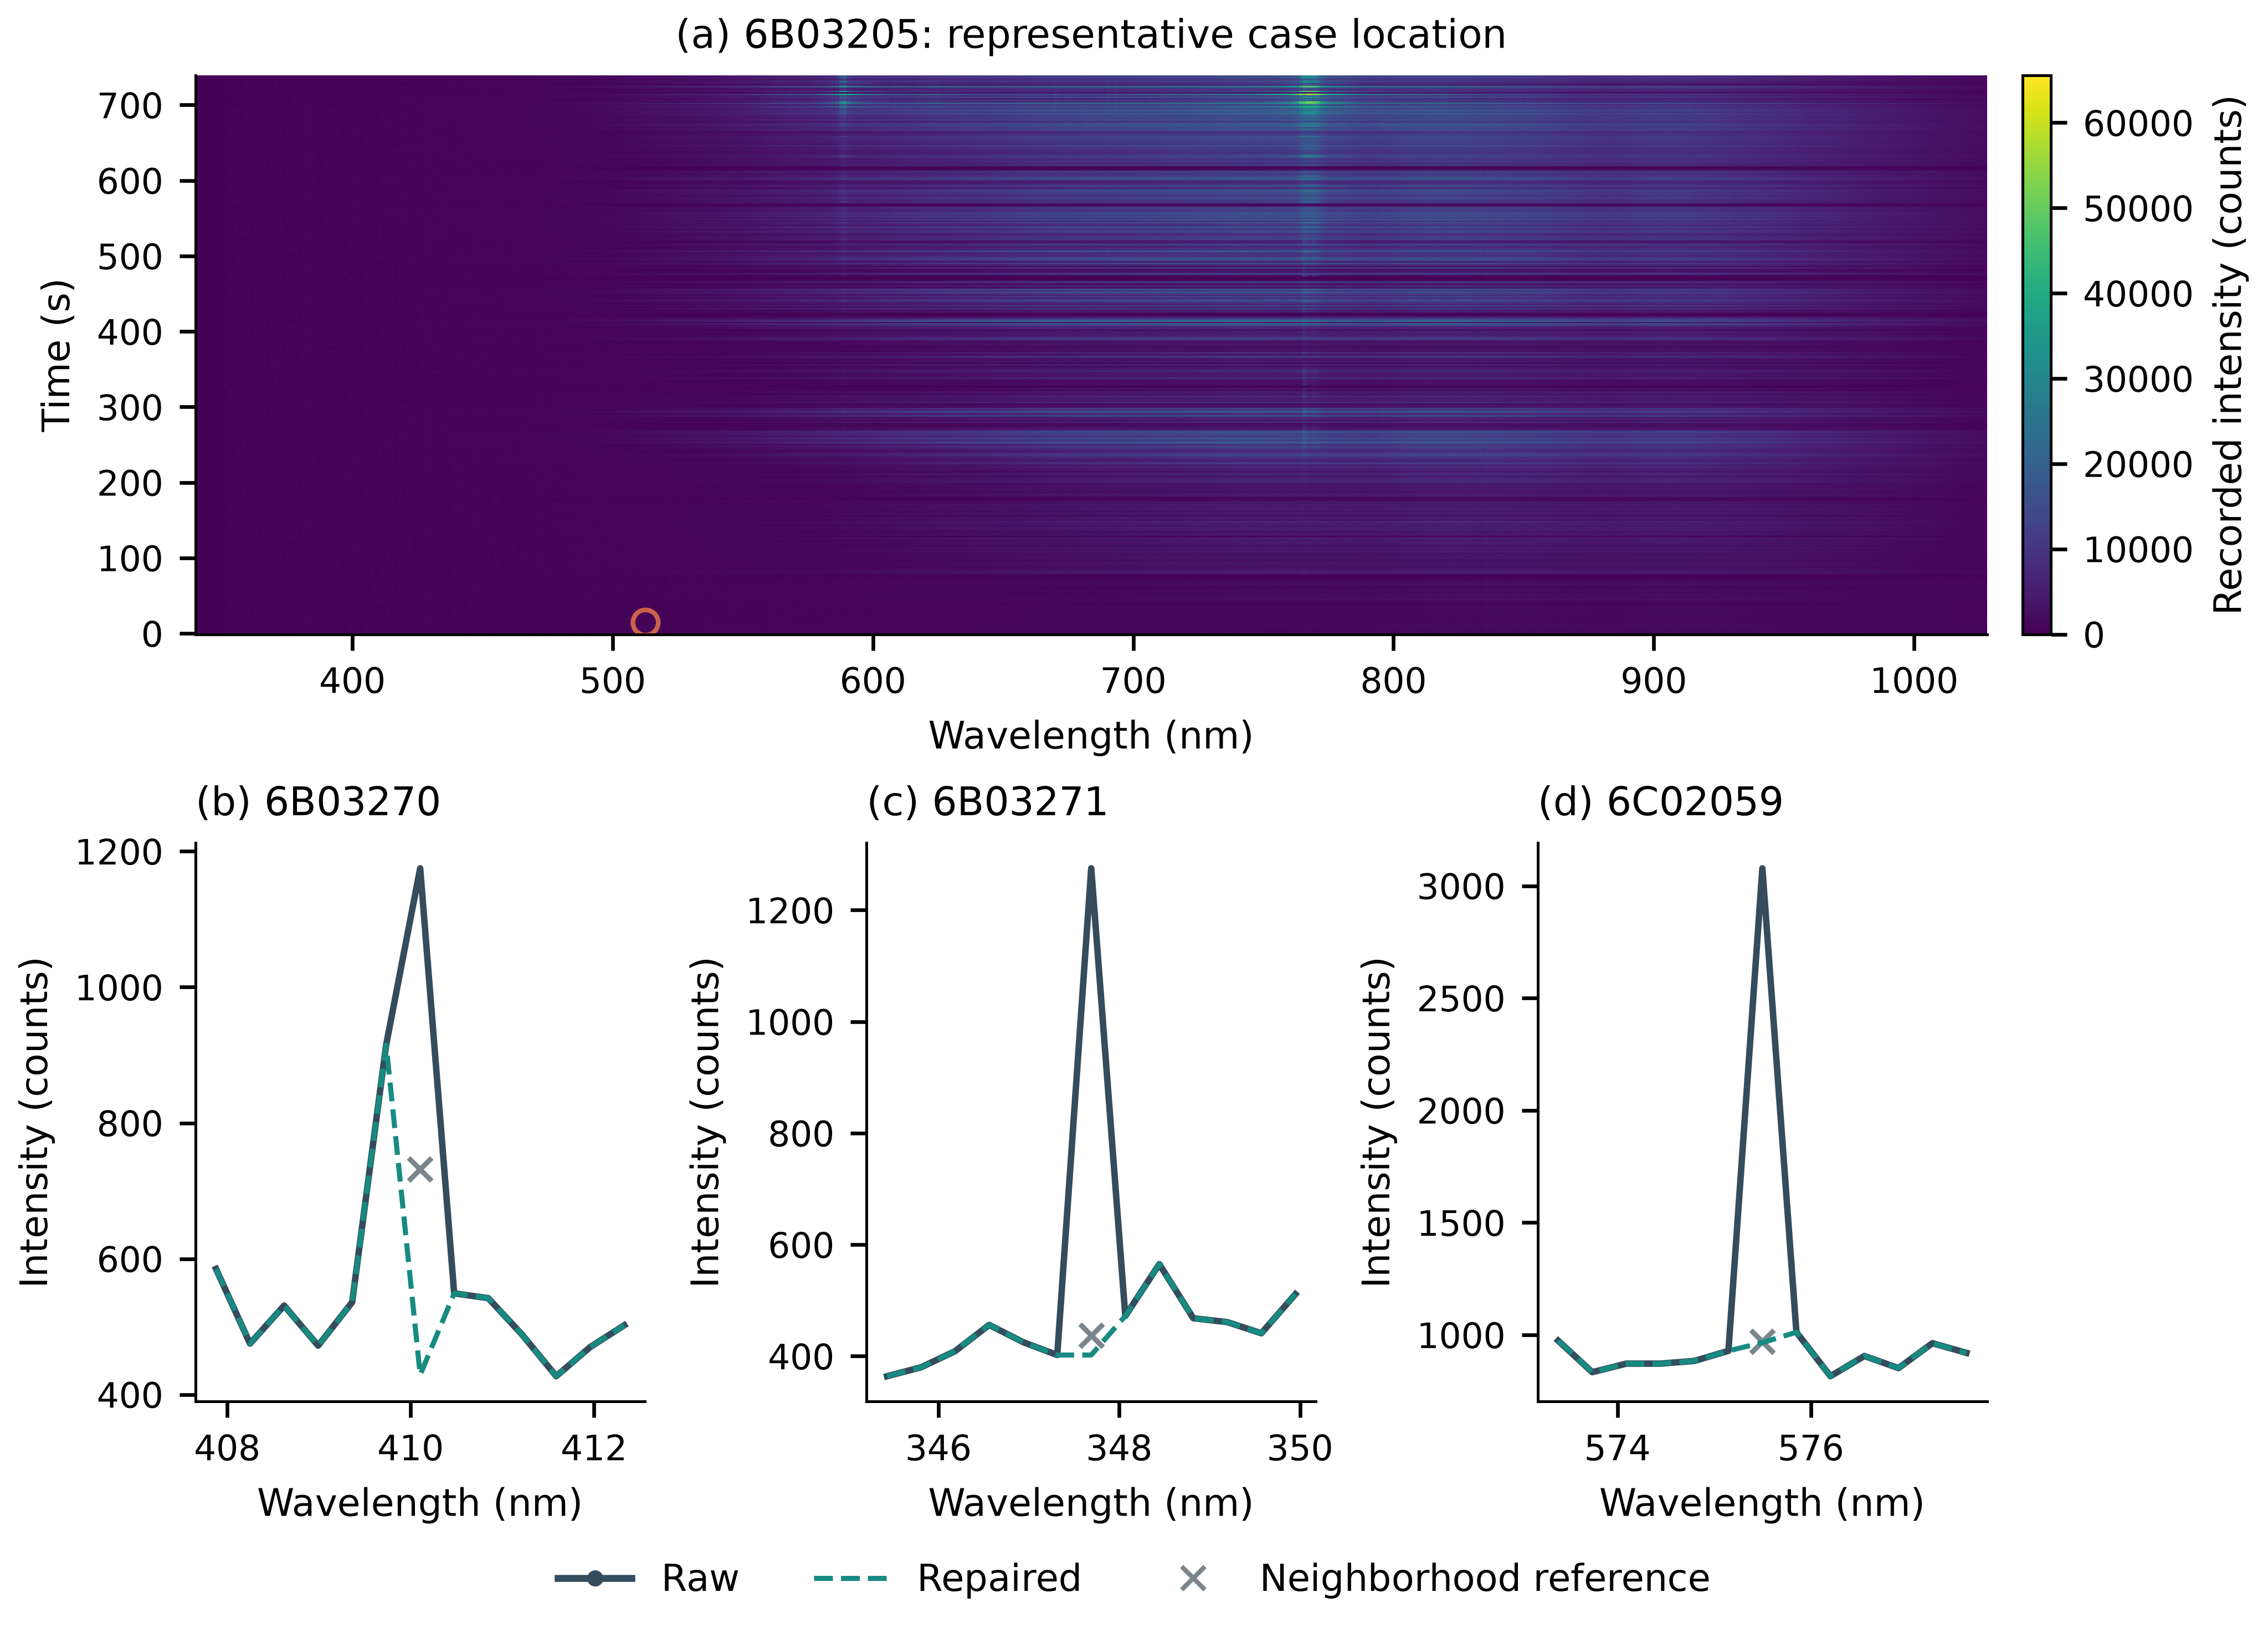 (a) 6B03205: representative case location
700
600
500
400
300
200
100
0
Time (s)
400 500 600 700 800 900 1000
Wavelength (nm)
60000
50000
40000
30000
20000
10000
0
Recorded intensity (counts)
(b) 6B03270
1200
1000
800
600
400
Intensity (counts)
408 410 412
Wavelength (nm)
(c) 6B03271
1200
1000
800
600
400
Intensity (counts)
346 348 350
Wavelength (nm)
(d) 6C02059
3000
2500
2000
1500
1000
Intensity (counts)
574 576
Wavelength (nm)
Raw Repaired Neighborhood reference